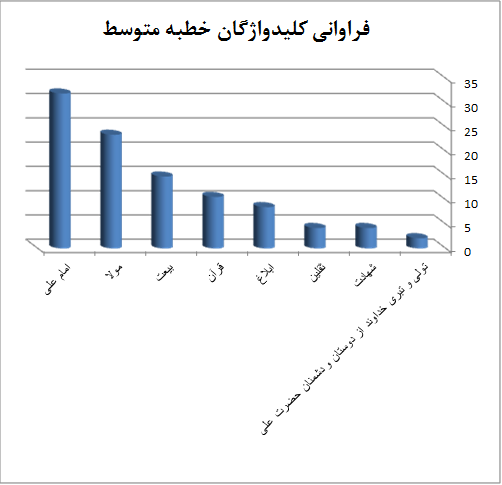 فراوانی کلیدواژگان خطبه متوسط
35
30
25
20
15
10
5
0
تولی و تبری خداوند از دوستان و دشمنان حضرت علی
شهادت
ثقلین
ابلاغ
قرآن
بیعت
مولا
امام علی